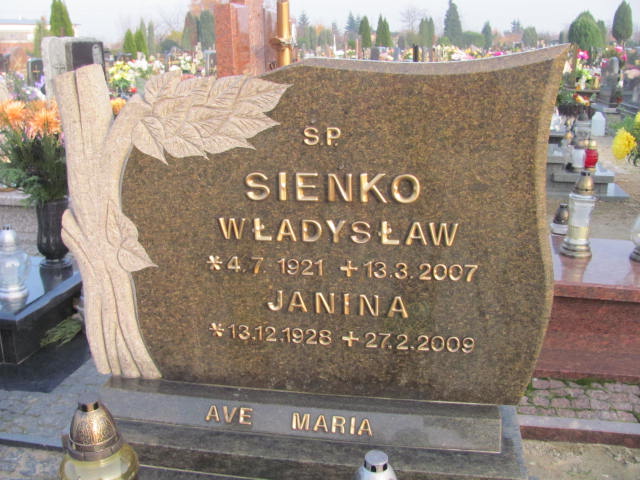 S.P.
SIENKO
WŁADYSŁAW
* 4.7.1921 + 13.3.2007
JANINA
* 13.12.1928 + 27.2.2009
AVE MARIA